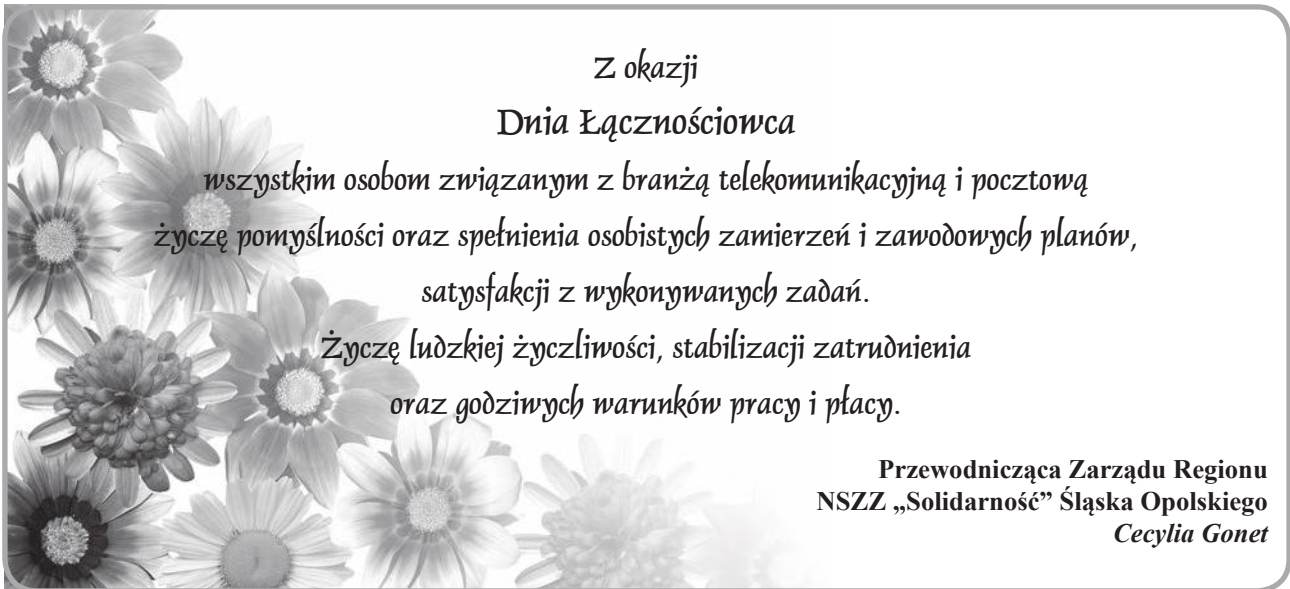 Z okazji
Dnia Łącznościowca
wszystkim osobom związanym z branżą telekomunikacyjną i pocztową
życzę pomyślności oraz spełnienia osobistych zamierzeń i zawodowych planów,
satysfakcji z wykonywanych zadań.
Życzę ludzkiej życzliwości, stabilizacji zatrudnienia
oraz godziwych warunków pracy i płacy.
Przewodnicząca Zarządu Regionu
NSZZ „Solidarność” Śląska Opolskiego
Cecylia Gonet